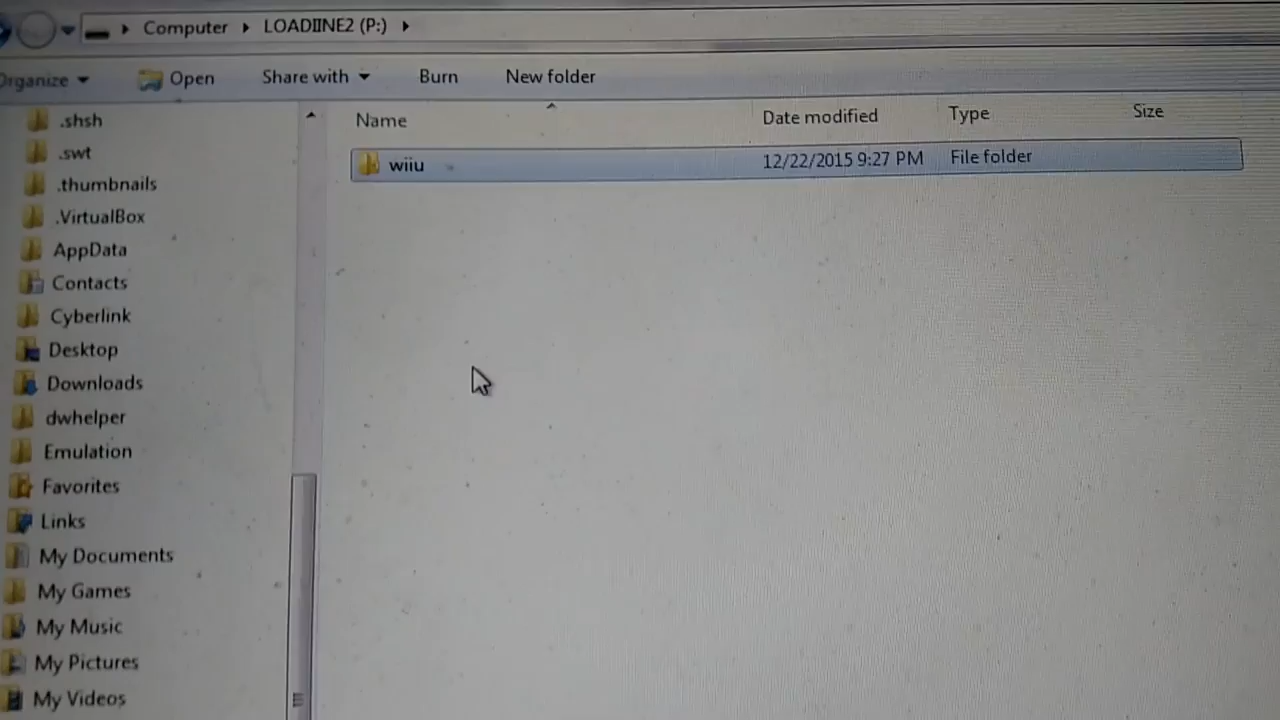 Computer LOADIINE2 (P:)
Organize Open Share with Burn New folder
Name Date modified Type Size
wiiu 12/22/2015 9:27 PM File folder
.shsh
.swt
.thumbnails
.VirtualBox
AppData
Contacts
Cyberlink
Desktop
Downloads
dwhelper
Emulation
Favorites
Links
My Documents
My Games
My Music
My Pictures
My Videos